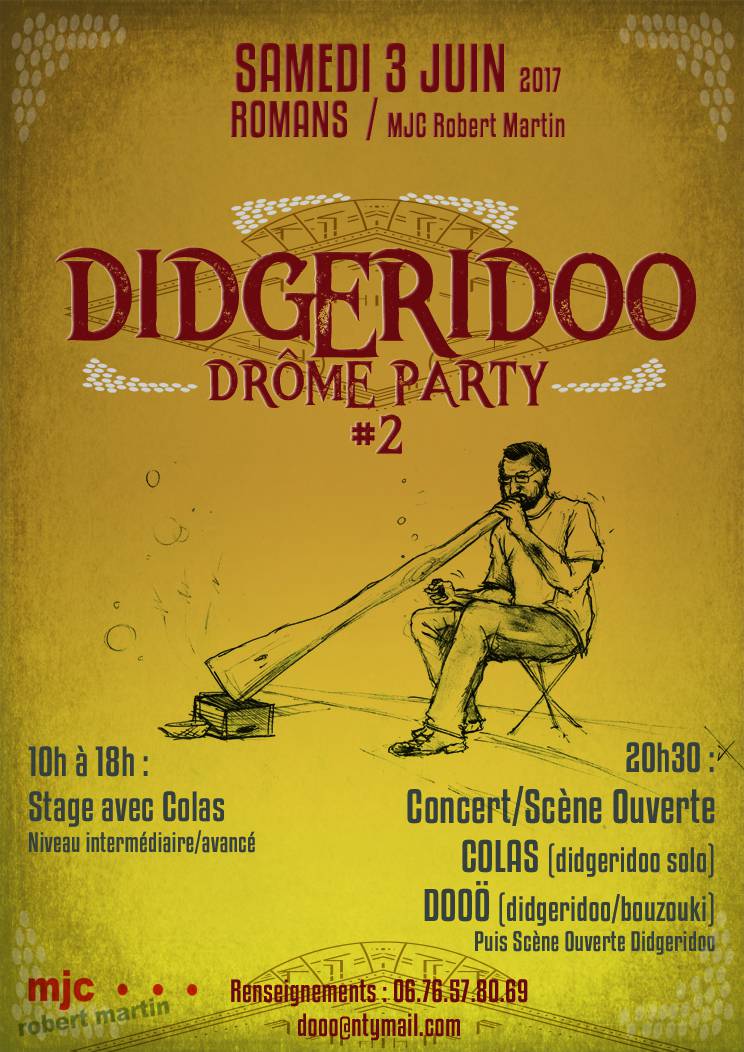 SAMEDI 3 JUIN 2017
ROMANS / MJC Robert Martin
DIDGERIDOO
DRÔME PARTY
#2
10h à 18h :
Stage avec Colas
Niveau intermédiaire/avancé
20h30 :
Concert/Scène Ouverte
COLAS (didgeridoo solo)
DOOÖ (didgeridoo/bouzouki)
Puis Scène Ouverte Didgeridoo
mjc
robert martin
Renseignements : 06.76.57.80.69
dooo@ntymail.com